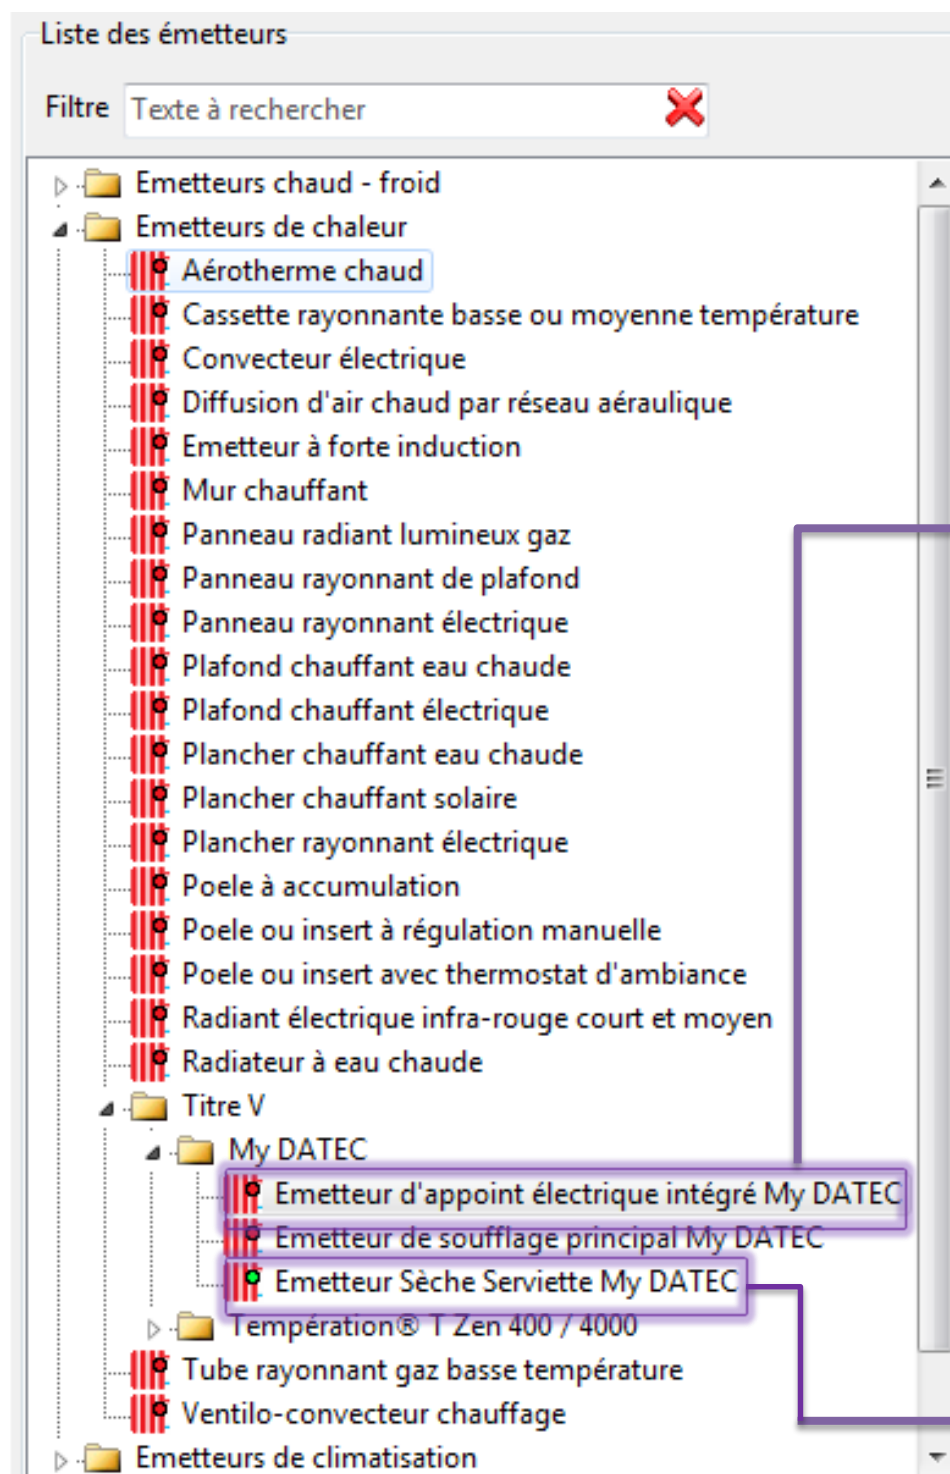 Liste des émetteurs
Filtre Texte à rechercher
Emetteurs chaud - froid
Emetteurs de chaleur
Aérotherme chaud
Cassette rayonnante basse ou moyenne température
Convecteur électrique
Diffusion d'air chaud par réseau aéraulique
Emetteur à forte induction
Mur chauffant
Panneau radiant lumineux gaz
Panneau rayonnant de plafond
Panneau rayonnant électrique
Plafond chauffant eau chaude
Plafond chauffant électrique
Plancher chauffant eau chaude
Plancher chauffant solaire
Plancher rayonnant électrique
Poele à accumulation
Poele ou insert à régulation manuelle
Poele ou insert avec thermostat d'ambiance
Radiant électrique infra-rouge court et moyen
Radiateur à eau chaude
Titre V
My DATEC
Emetteur d'appoint électrique intégré My DATEC
Emetteur de soufflage principal My DATEC
Emetteur Sèche Serviette My DATEC
Température® T Zen 400 / 4000
Tube rayonnant gaz basse température
Ventilo-convecteur chauffage
Emetteurs de climatisation